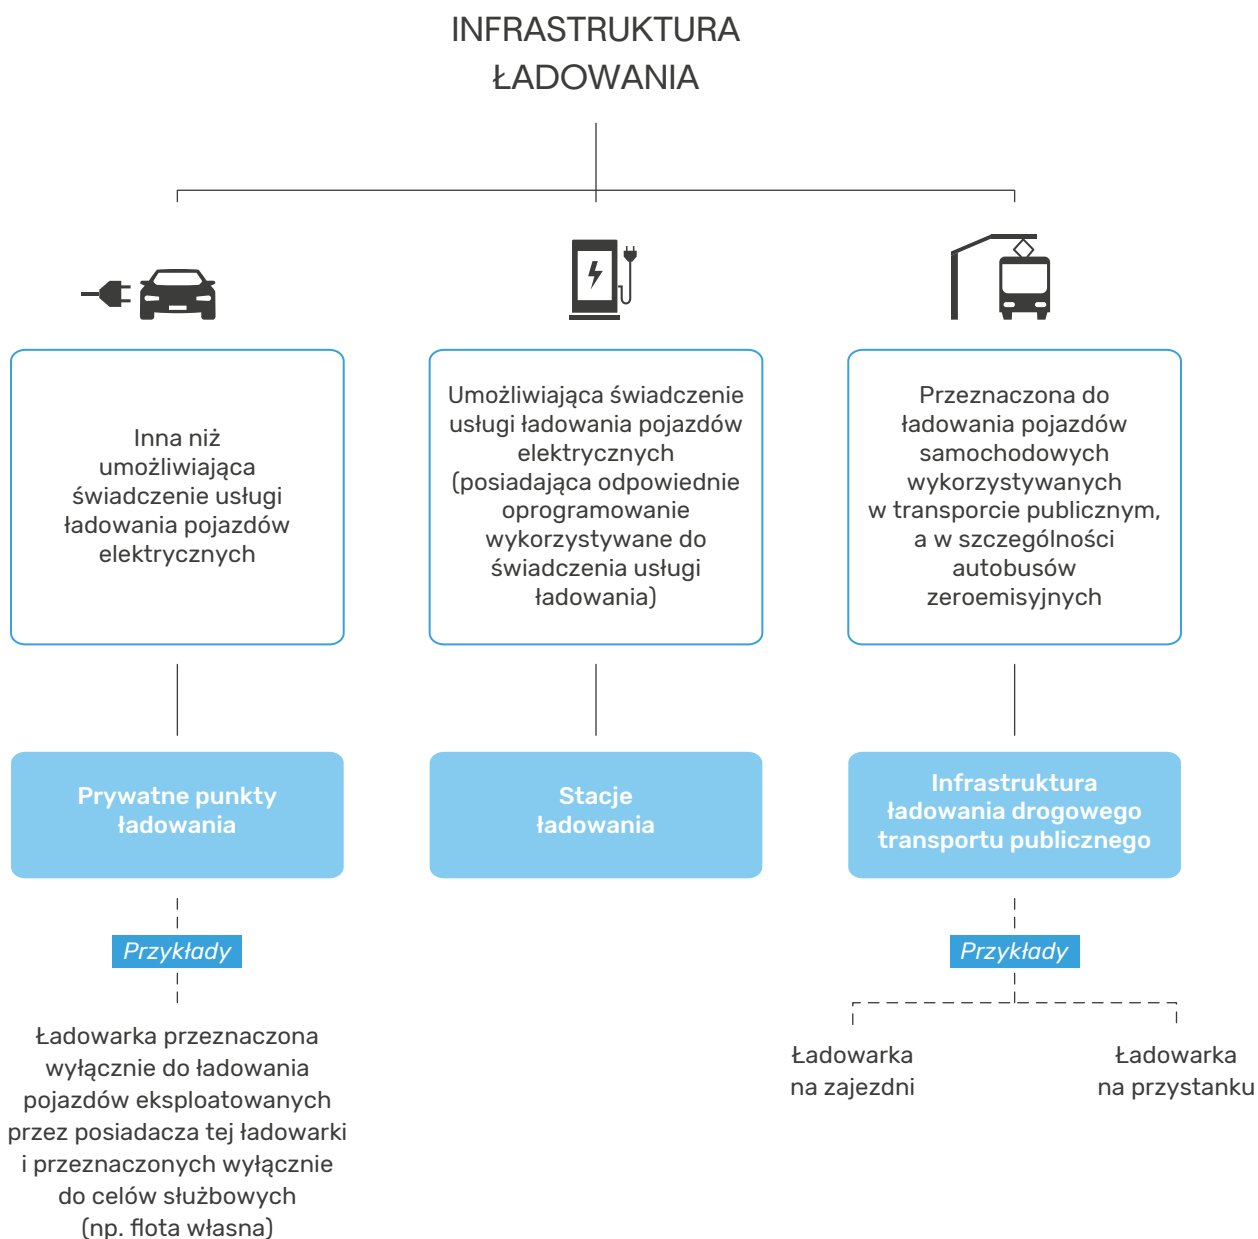 INFRASTRUKTURA
ŁADOWANIA
Inna niż
umożliwiająca
świadczenie usługi
ładowania pojazdów
elektrycznych
Umożliwiająca świadczenie
usługi ładowania pojazdów
elektrycznych
(posiadająca odpowiednie
oprogramowanie
wykorzystywane do
świadczenia usługi
ładowania)
Przeznaczona do
ładowania pojazdów
samochodowych
wykorzystywanych
w transporcie publicznym,
a w szczególności
autobusów
zeroemisyjnych
Prywatne punkty
ładowania
Stacje
ładowania
Infrastruktura
ładowania drogowego
transportu publicznego
Przykłady
Ładowarka przeznaczona
wyłącznie do ładowania
pojazdów eksploatowanych
przez posiadacza tej ładowarki
i przeznaczonych wyłącznie
do celów służbowych
(np. flota własna)
Przykłady
Ładowarka
na zajezdni
Ładowarka
na przystanku